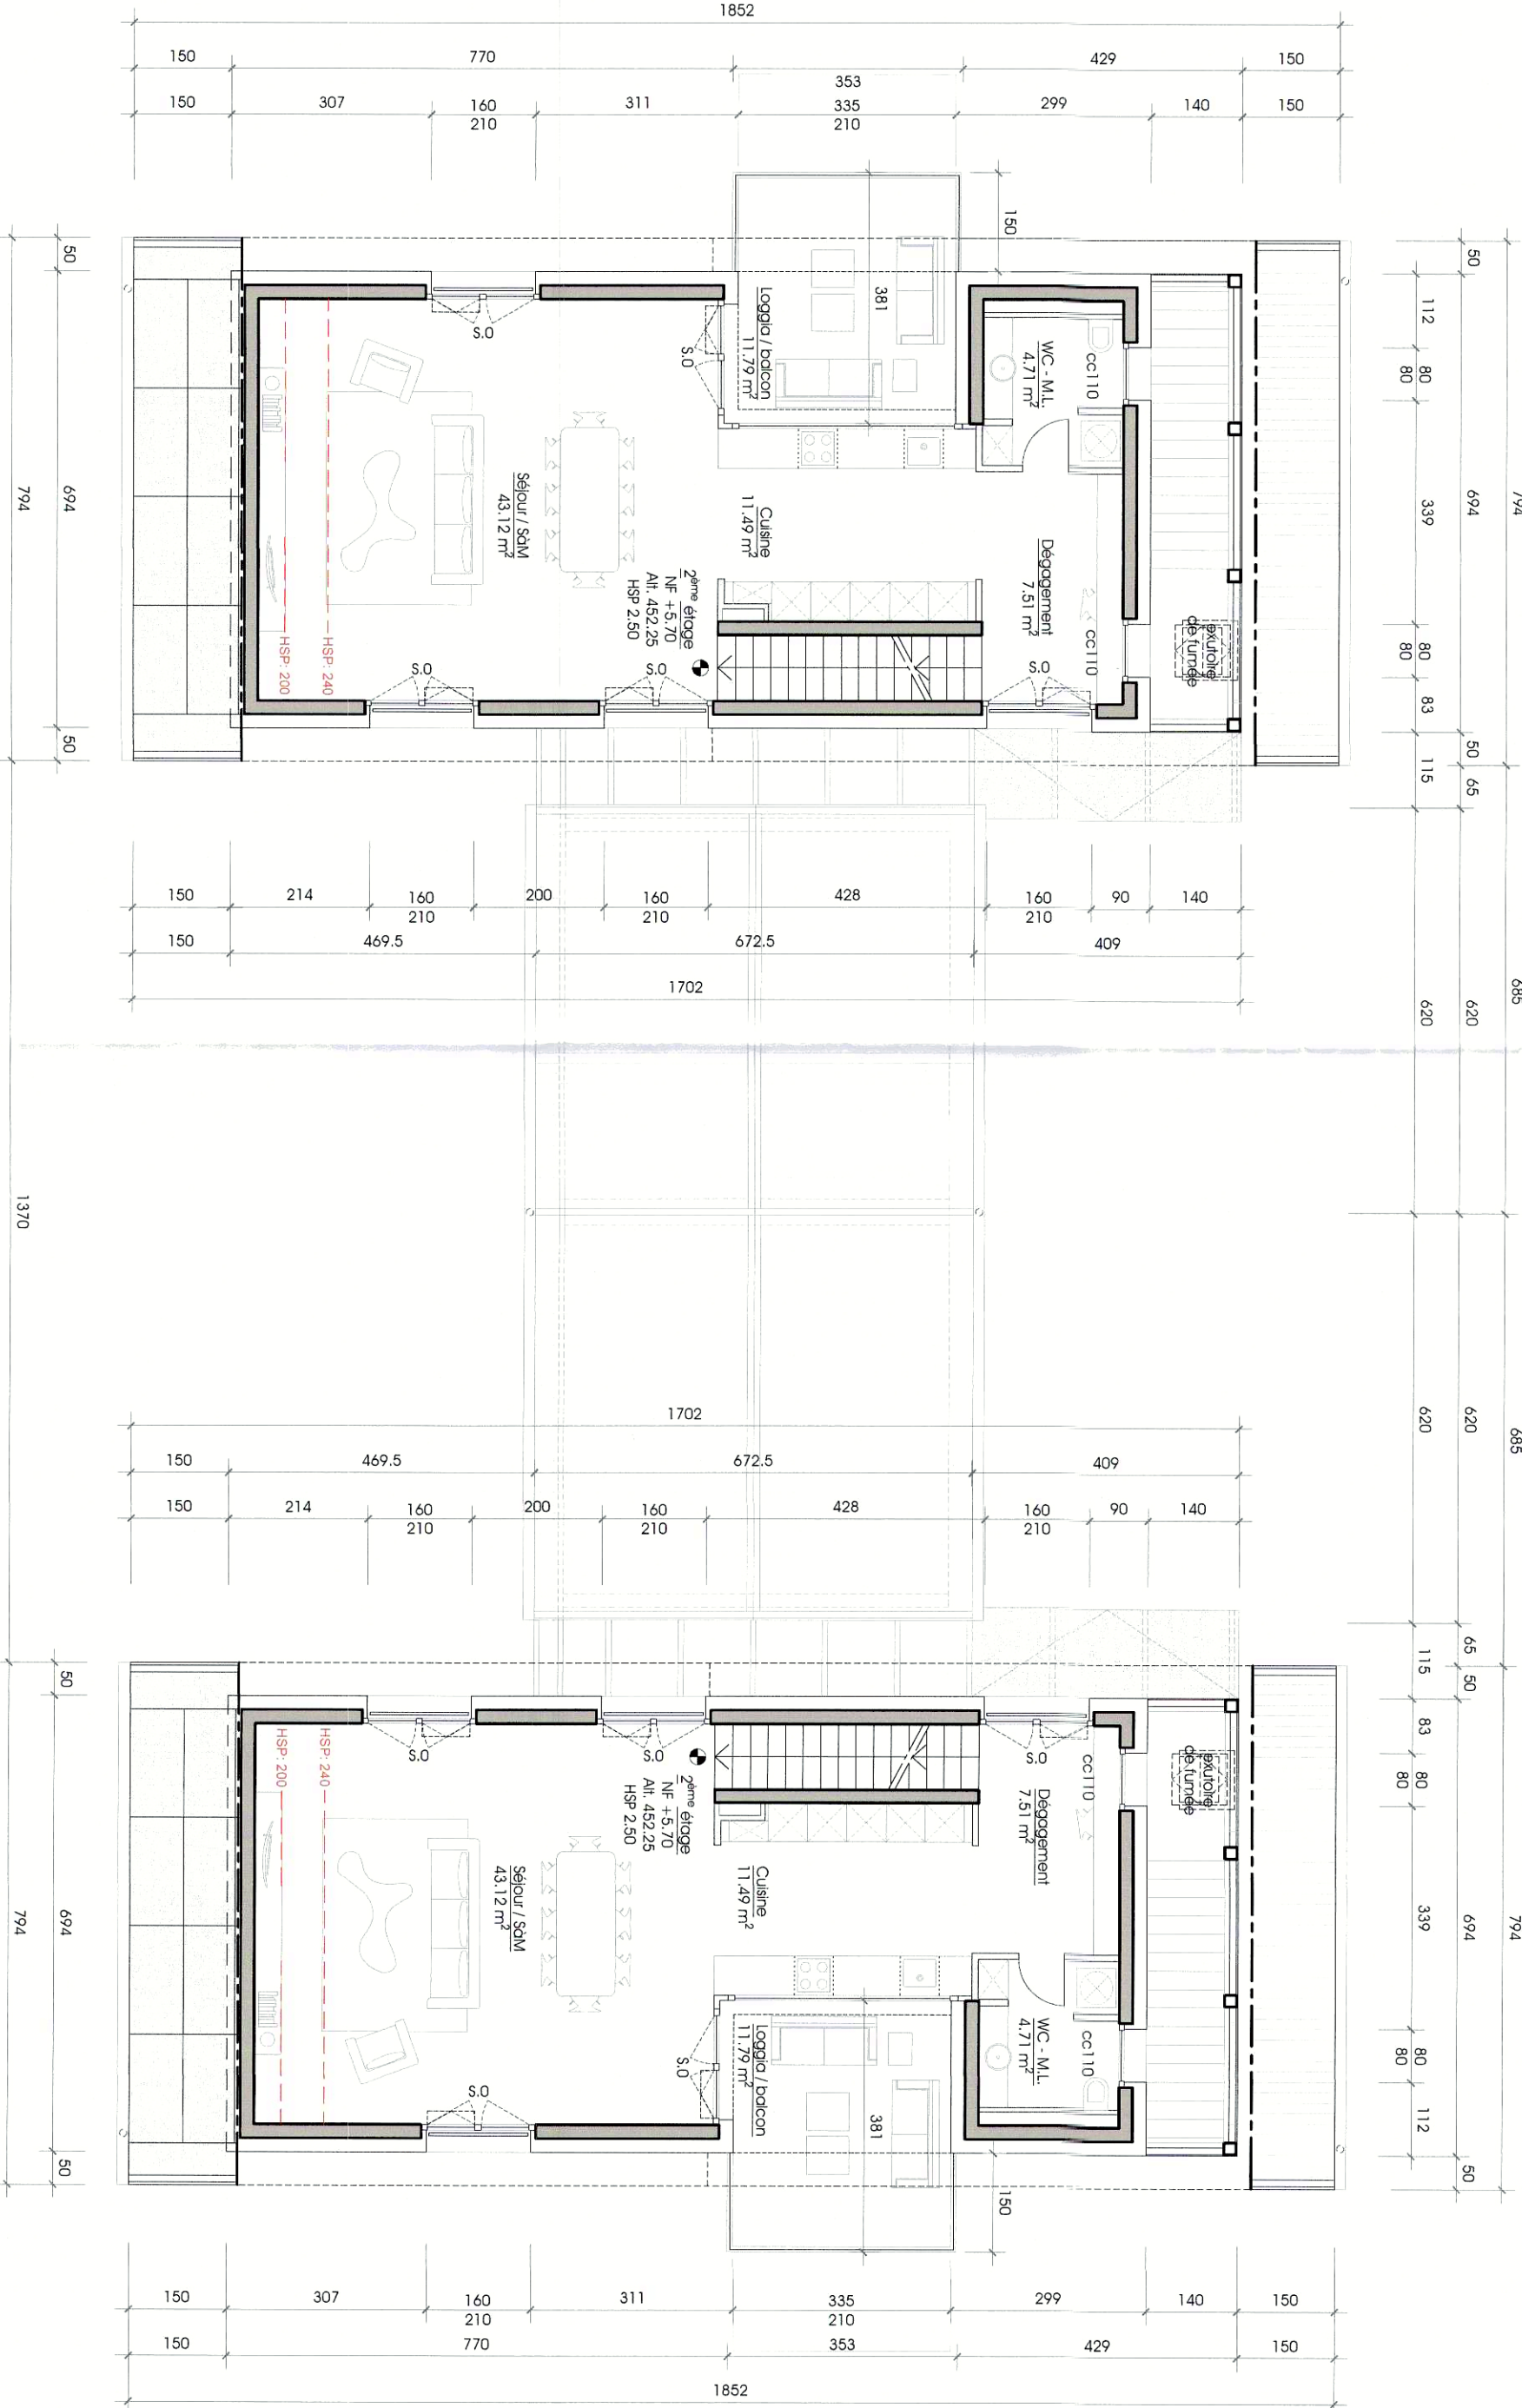 1852
150
770
429
150
353
150
307
160
311
335
299
140
150
210
210
150
50
50
112
381
Loggia / balcon
11.79 m²
WC - M.L.
4.71 m²
cc110
80
80
S.O
S.O
794
694
Séjour / SàM
43.12 m²
Cuisine
11.49 m²
339
694
794
2ème étage
NF +5.70
Alt. 452.25
HSP 2.50
Dégagement
7.51 m²
cc110
exutoire
de fumée
80
80
HSP: 200
HSP: 240
S.O
S.O
S.O
83
50
50
115
65
150
214
160
200
160
428
160
90
140
210
210
210
150
469.5
672.5
409
1702
685
620
620
1370
1702
620
620
685
150
469.5
672.5
409
150
214
160
200
160
428
160
90
140
210
210
210
65
115
50
50
83
S.O
S.O
S.O
HSP: 200
HSP: 240
2ème étage
NF +5.70
Alt. 452.25
HSP 2.50
Dégagement
7.51 m²
cc110
exutoire
de fumée
80
80
794
694
Séjour / SàM
43.12 m²
Cuisine
11.49 m²
339
694
794
Loggia / balcon
11.79 m²
WC - M.L.
4.71 m²
cc110
80
80
S.O
S.O
381
112
50
50
150
150
307
160
311
335
299
140
150
210
210
150
770
353
429
150
1852